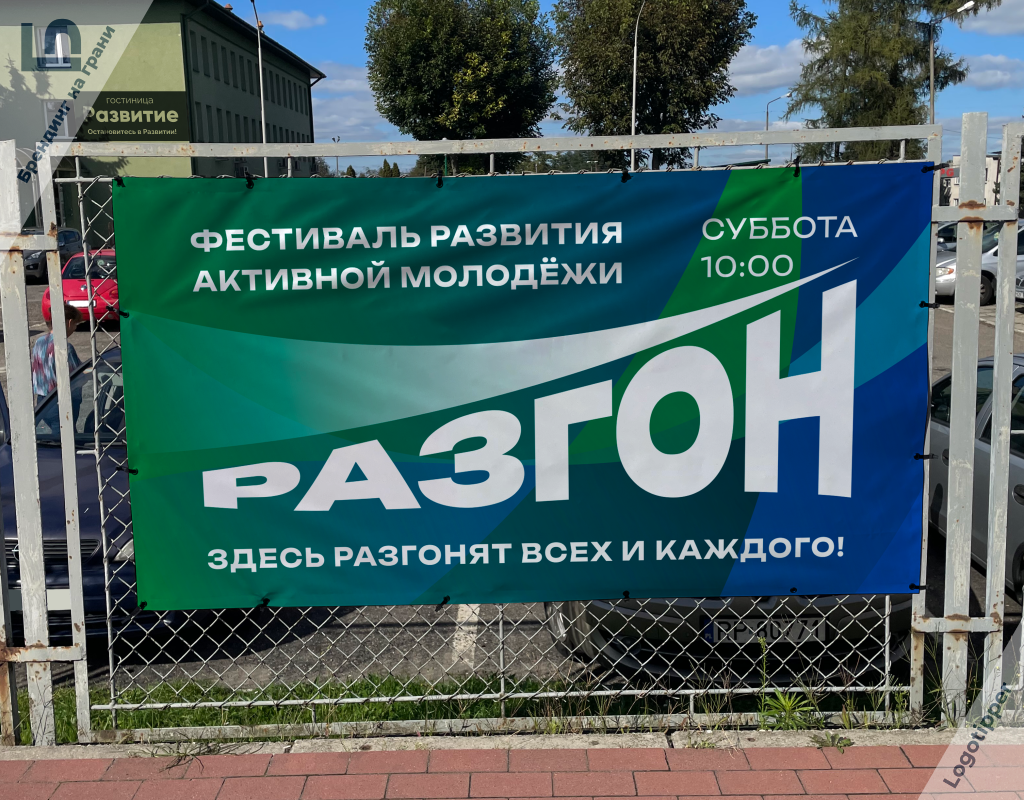 Брендинг на грани
гостиница
Развитие
Остановитесь в Развитии!
ФЕСТИВАЛЬ РАЗВИТИЯ
АКТИВНОЙ МОЛОДЁЖИ
СУББОТА
10:00
РАЗГОН
ЗДЕСЬ РАЗГОНЯТ ВСЕХ И КАЖДОГО!
Logotipper